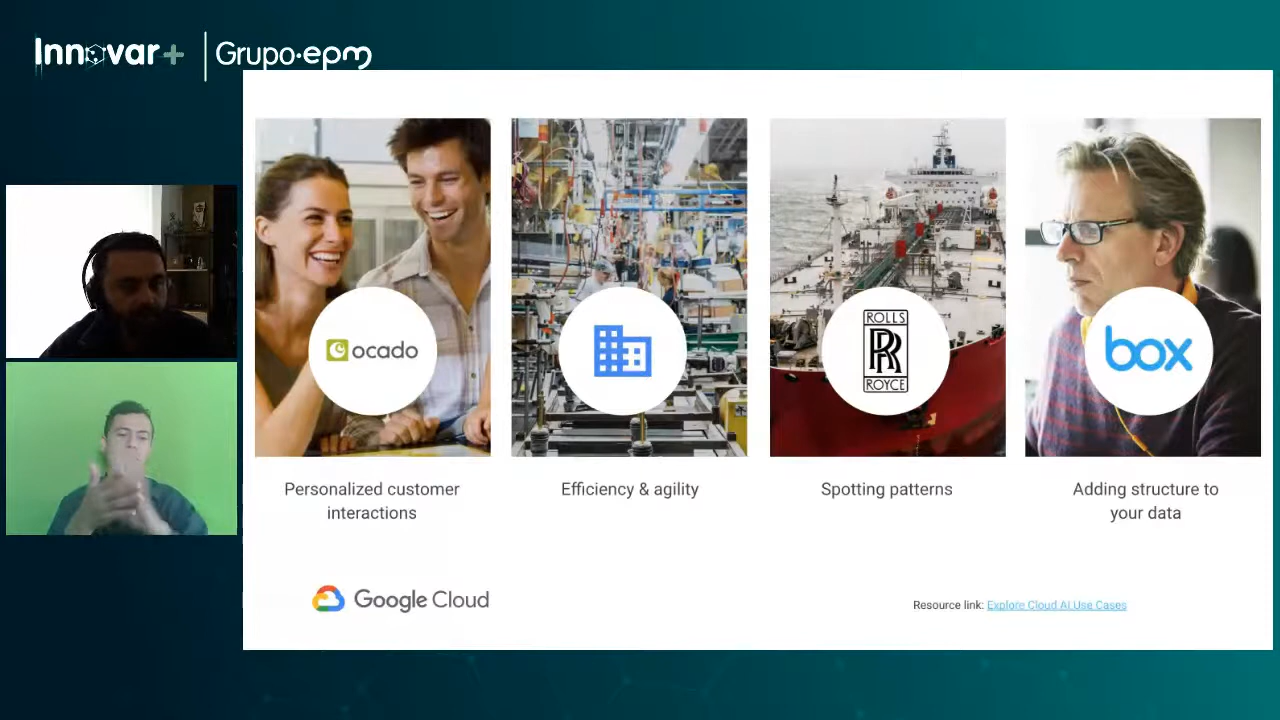 Innovar+
Grupo·epm
ocado
ROLLS
RR
ROYCE
box
Personalized customer
interactions
Efficiency & agility
Spotting patterns
Adding structure to
your data
Google Cloud
Resource link: Explore Cloud AI Use Cases